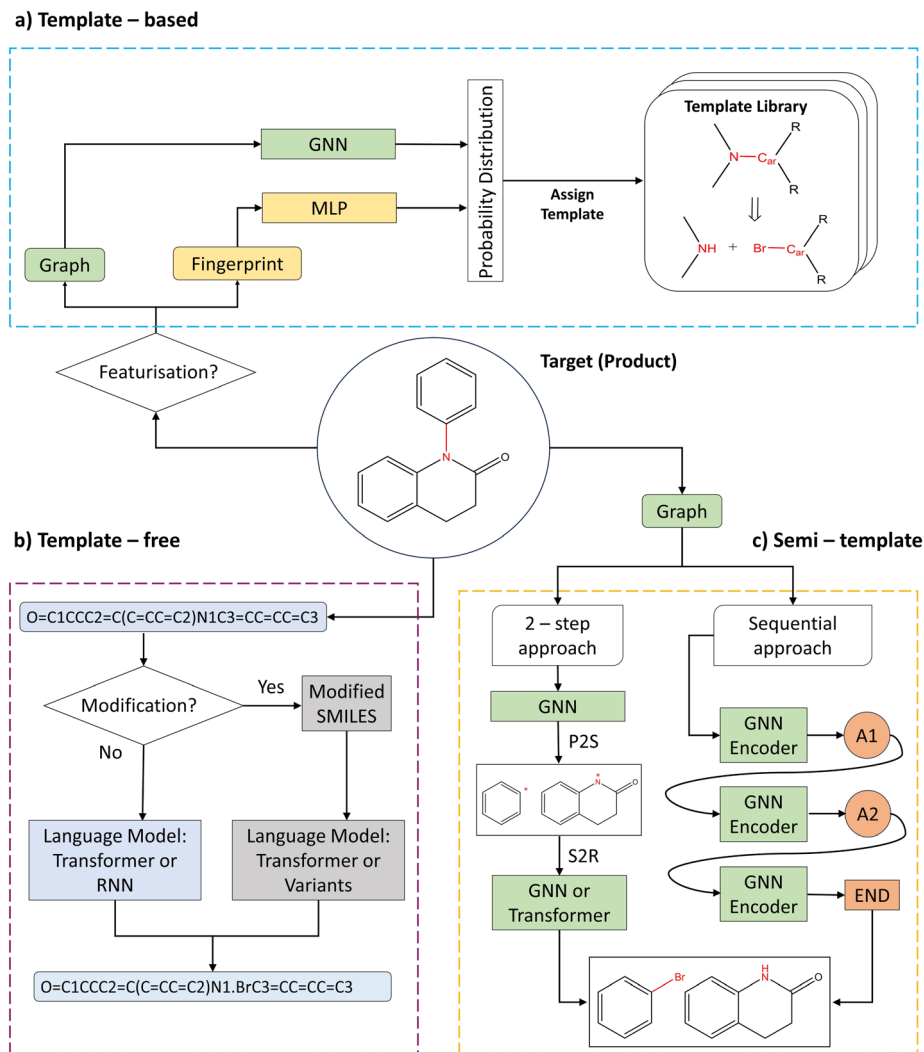 a) Template – based
GNN
MLP
Graph
Fingerprint
Probability Distribution
Assign
Template
Template Library
N
Car
R
R
NH
+
Br
Car
R
R
Featurisation?
Target (Product)
N
O
Graph
b) Template – free
c) Semi – template
O=C1CCC2=C(C=CC=C2)N1C3=CC=CC=C3
Modification?
Yes
No
Modified
SMILES
Language Model:
Transformer or
RNN
Language Model:
Transformer or
Variants
O=C1CCC2=C(C=CC=C2)N1.BrC3=CC=CC=C3
2 – step
approach
GNN
P2S
*
*
N
O
S2R
GNN or
Transformer
Sequential
approach
GNN
Encoder
A1
GNN
Encoder
A2
GNN
Encoder
END
Br
H
N
O